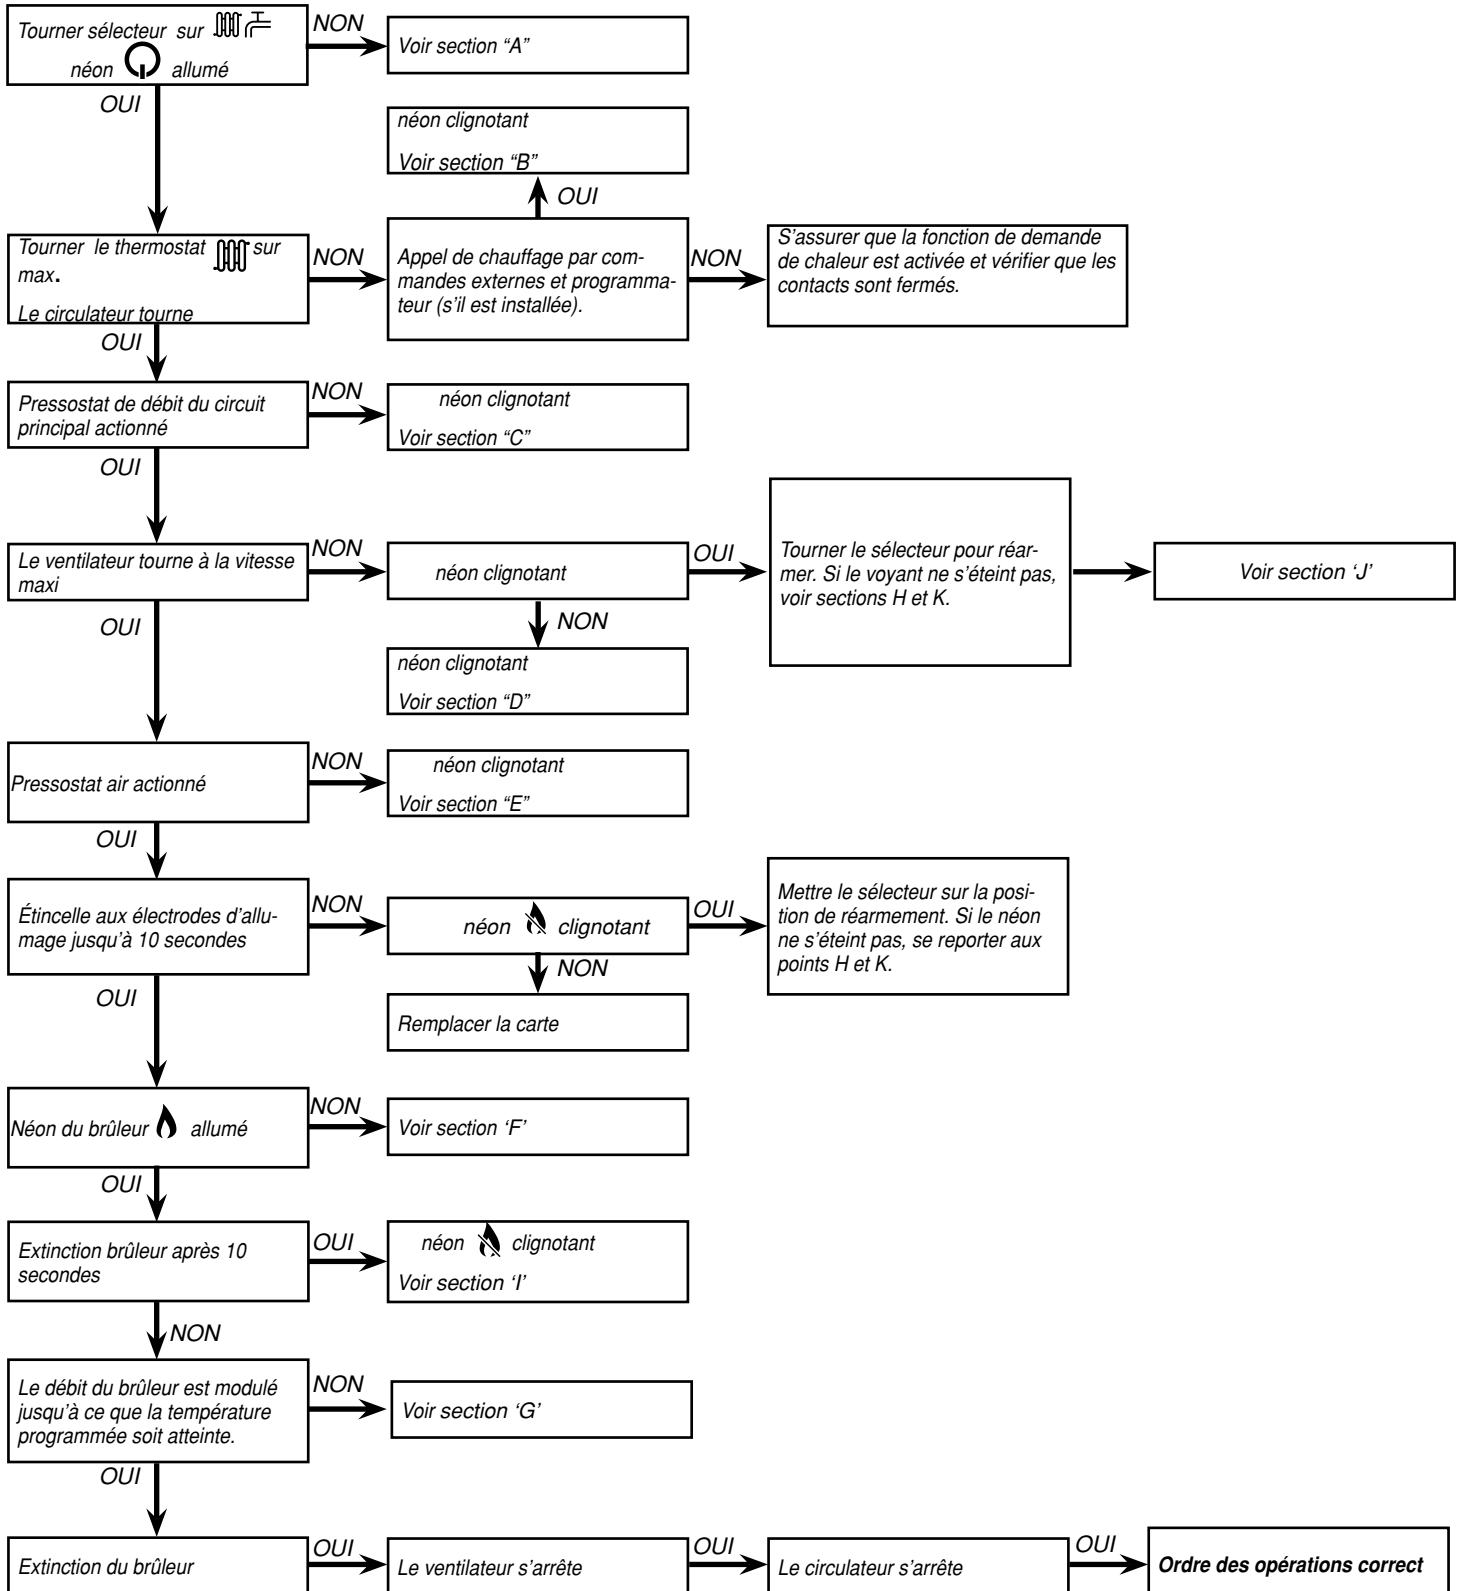 Tourner sélecteur sur
néon allumé
NON
Voir section “A”
OUI
néon clignotant
Voir section “B”
OUI
Tourner le thermostat sur
max.
Le circulateur tourne
NON
Appel de chauffage par com-
mandes externes et programma-
teur (s’il est installée).
NON
S’assurer que la fonction de demande
de chaleur est activée et vérifier que les
contacts sont fermés.
OUI
Pressostat de débit du circuit
principal actionné
NON
néon clignotant
Voir section “C”
OUI
Le ventilateur tourne à la vitesse
maxi
NON
néon clignotant
OUI
Tourner le sélecteur pour réar-
mer. Si le voyant ne s’éteint pas,
voir sections H et K.
Voir section ‘J’
NON
néon clignotant
Voir section “D”
OUI
Pressostat air actionné
NON
néon clignotant
Voir section “E”
OUI
Étincelle aux électrodes d’allu-
mage jusqu’à 10 secondes
NON
néon clignotant
OUI
Mettre le sélecteur sur la posi-
tion de réarmement. Si le néon
ne s’éteint pas, se reporter aux
points H et K.
NON
Remplacer la carte
OUI
Néon du brûleur allumé
NON
Voir section ‘F’
OUI
Extinction brûleur après 10
secondes
OUI
néon clignotant
Voir section ‘I’
NON
Le débit du brûleur est modulé
jusqu’à ce que la température
programmée soit atteinte.
NON
Voir section ‘G’
OUI
Extinction du brûleur
OUI
Le ventilateur s’arrête
OUI
Le circulateur s’arrête
OUI
Ordre des opérations correct